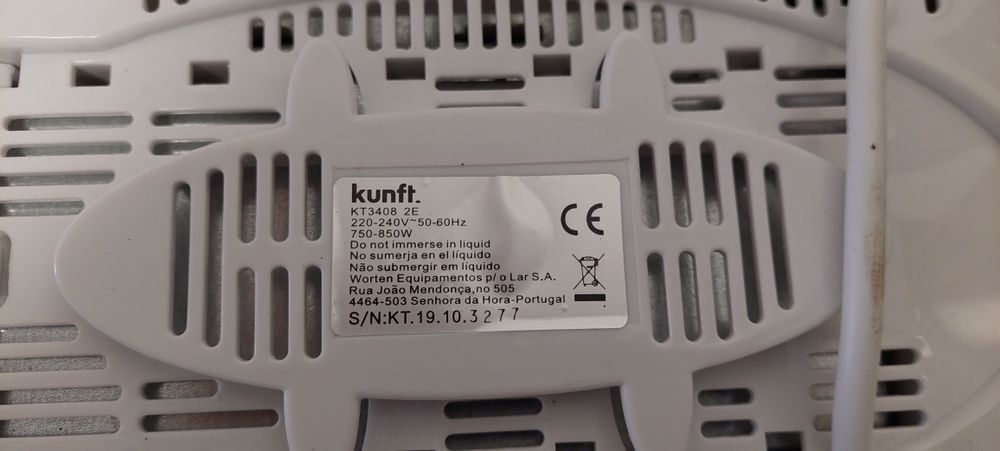 kunft.
KT3408 2E
220-240V~50-60Hz
750-850W
Do not immerse in liquid
No sumerja en el líquido
Não submergir em líquido
Worten Equipamentos p/o Lar S.A.
Rua João Mendonça,no 505
4464-503 Senhora da Hora-Portugal
S/N:KT.19.10.3277
CE